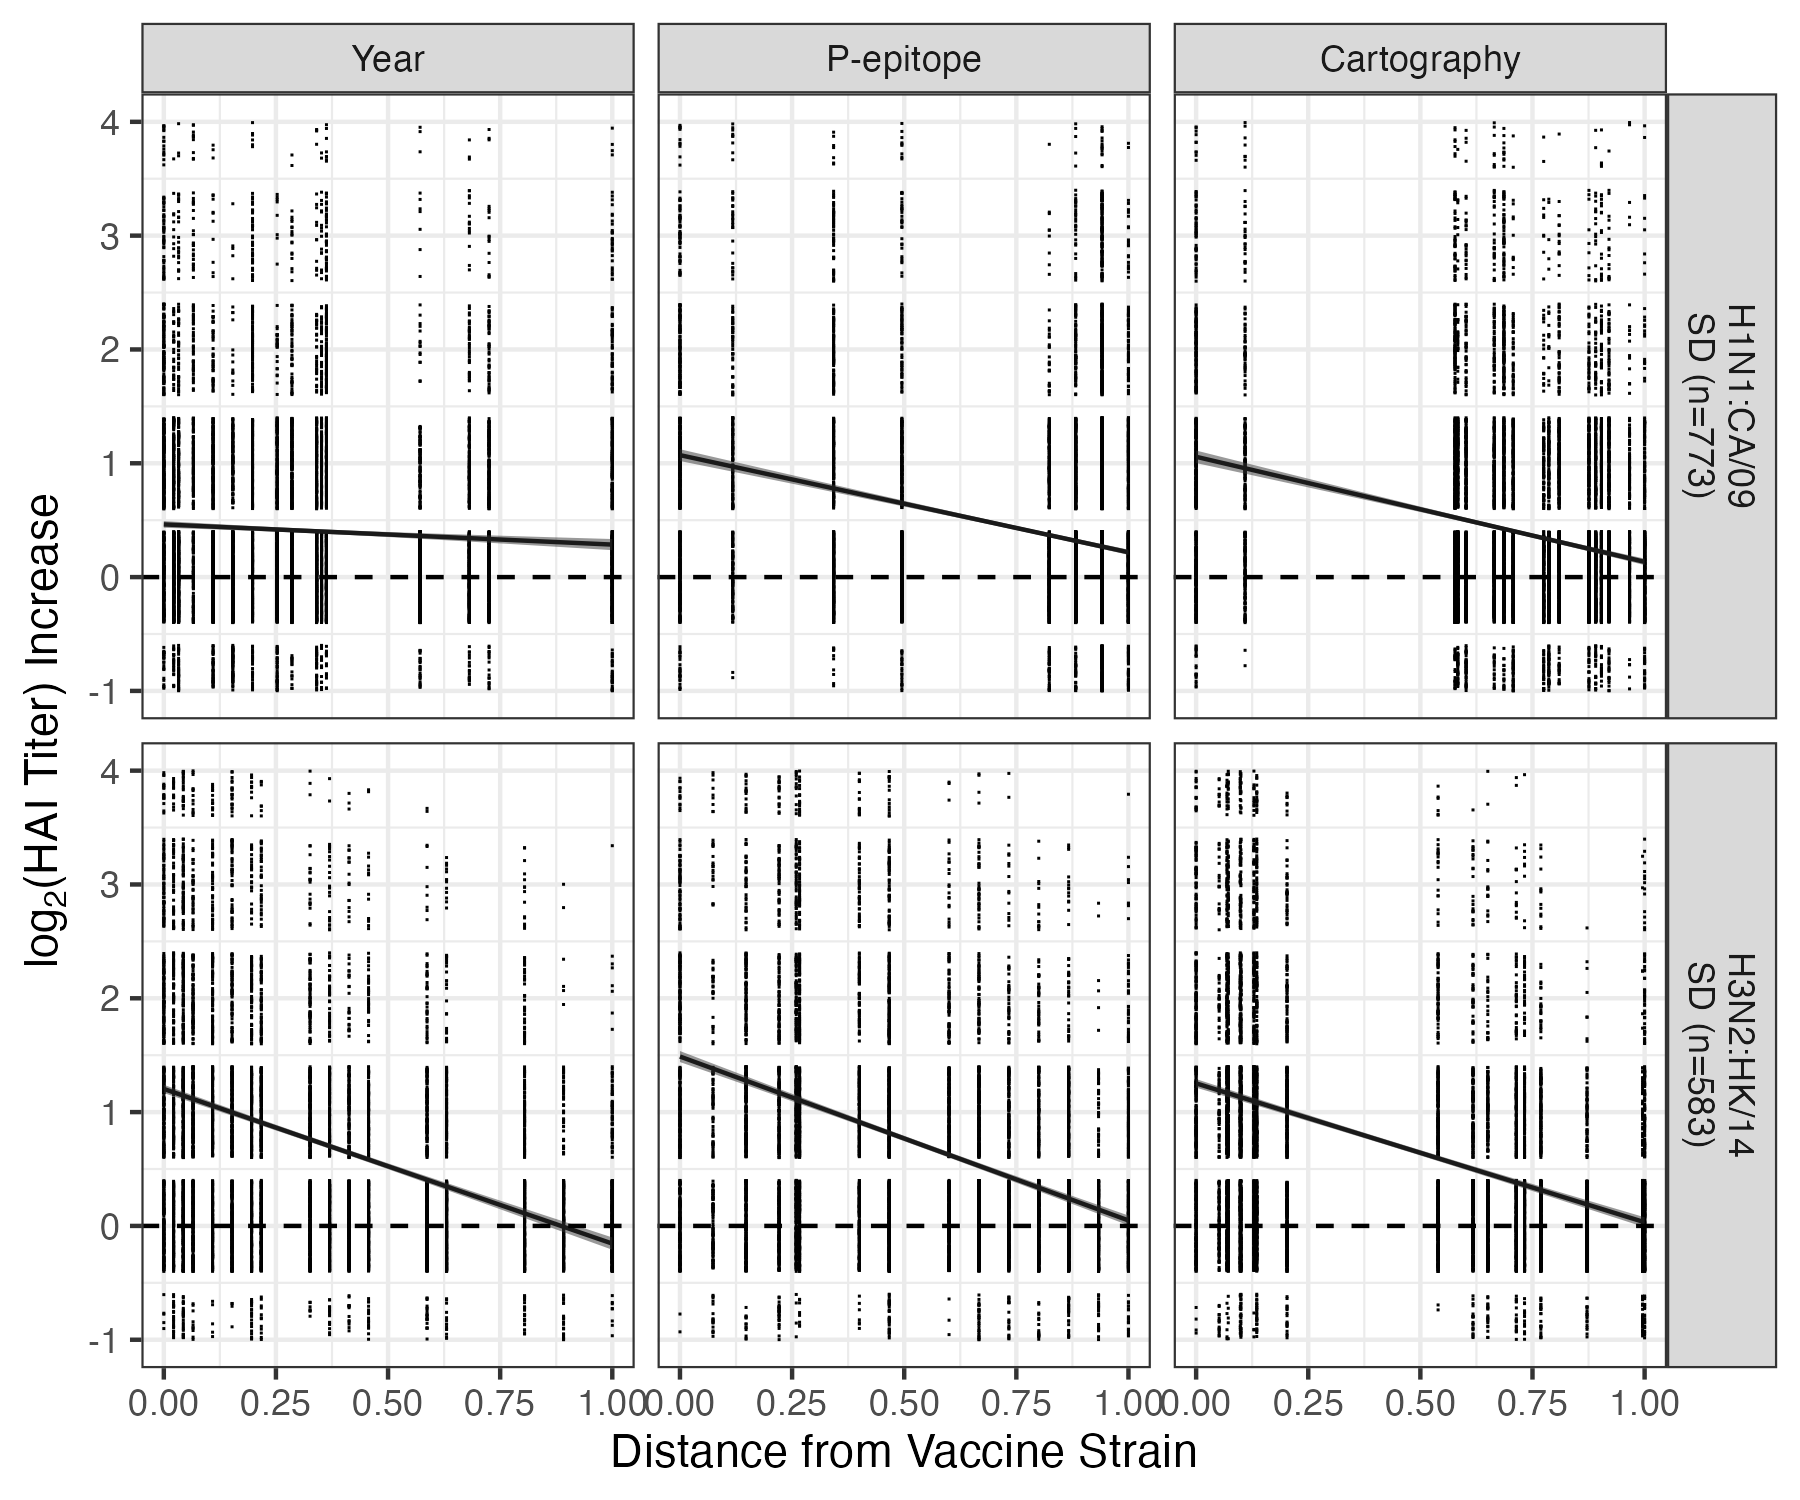 Year
P-epitope
Cartography
4
3
2
1
0
-1
H1N1:CA/09
SD (n=773)
log₂(HAI Titer) Increase
4
3
2
1
0
-1
H3N2:HK/14
SD (n=583)
0.00 0.25 0.50 0.75 1.00
0.00 0.25 0.50 0.75 1.00
0.00 0.25 0.50 0.75 1.00
Distance from Vaccine Strain